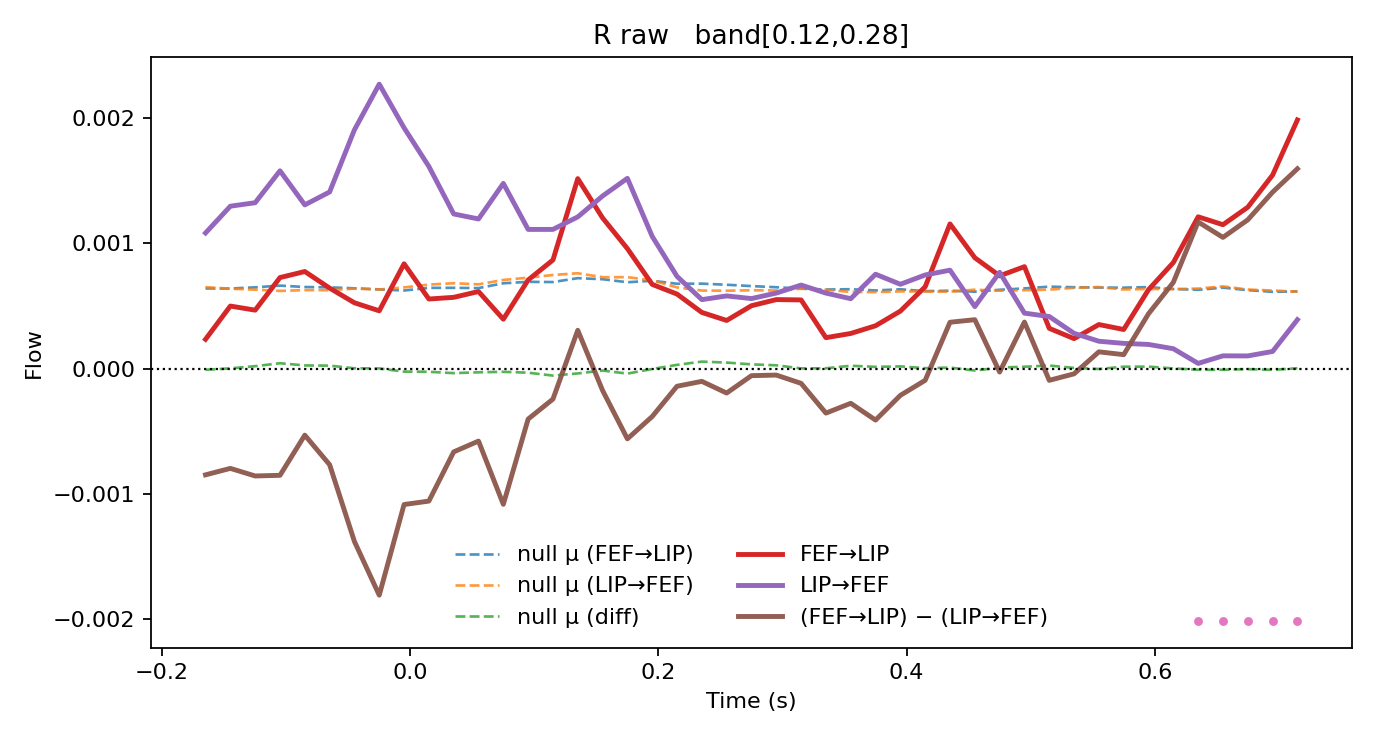 R raw   band[0.12,0.28]
Flow
0.002
0.001
0.000
−0.001
−0.002
null μ (FEF→LIP)
null μ (LIP→FEF)
null μ (diff)
FEF→LIP
LIP→FEF
(FEF→LIP) − (LIP→FEF)
−0.2
0.0
0.2
0.4
0.6
Time (s)